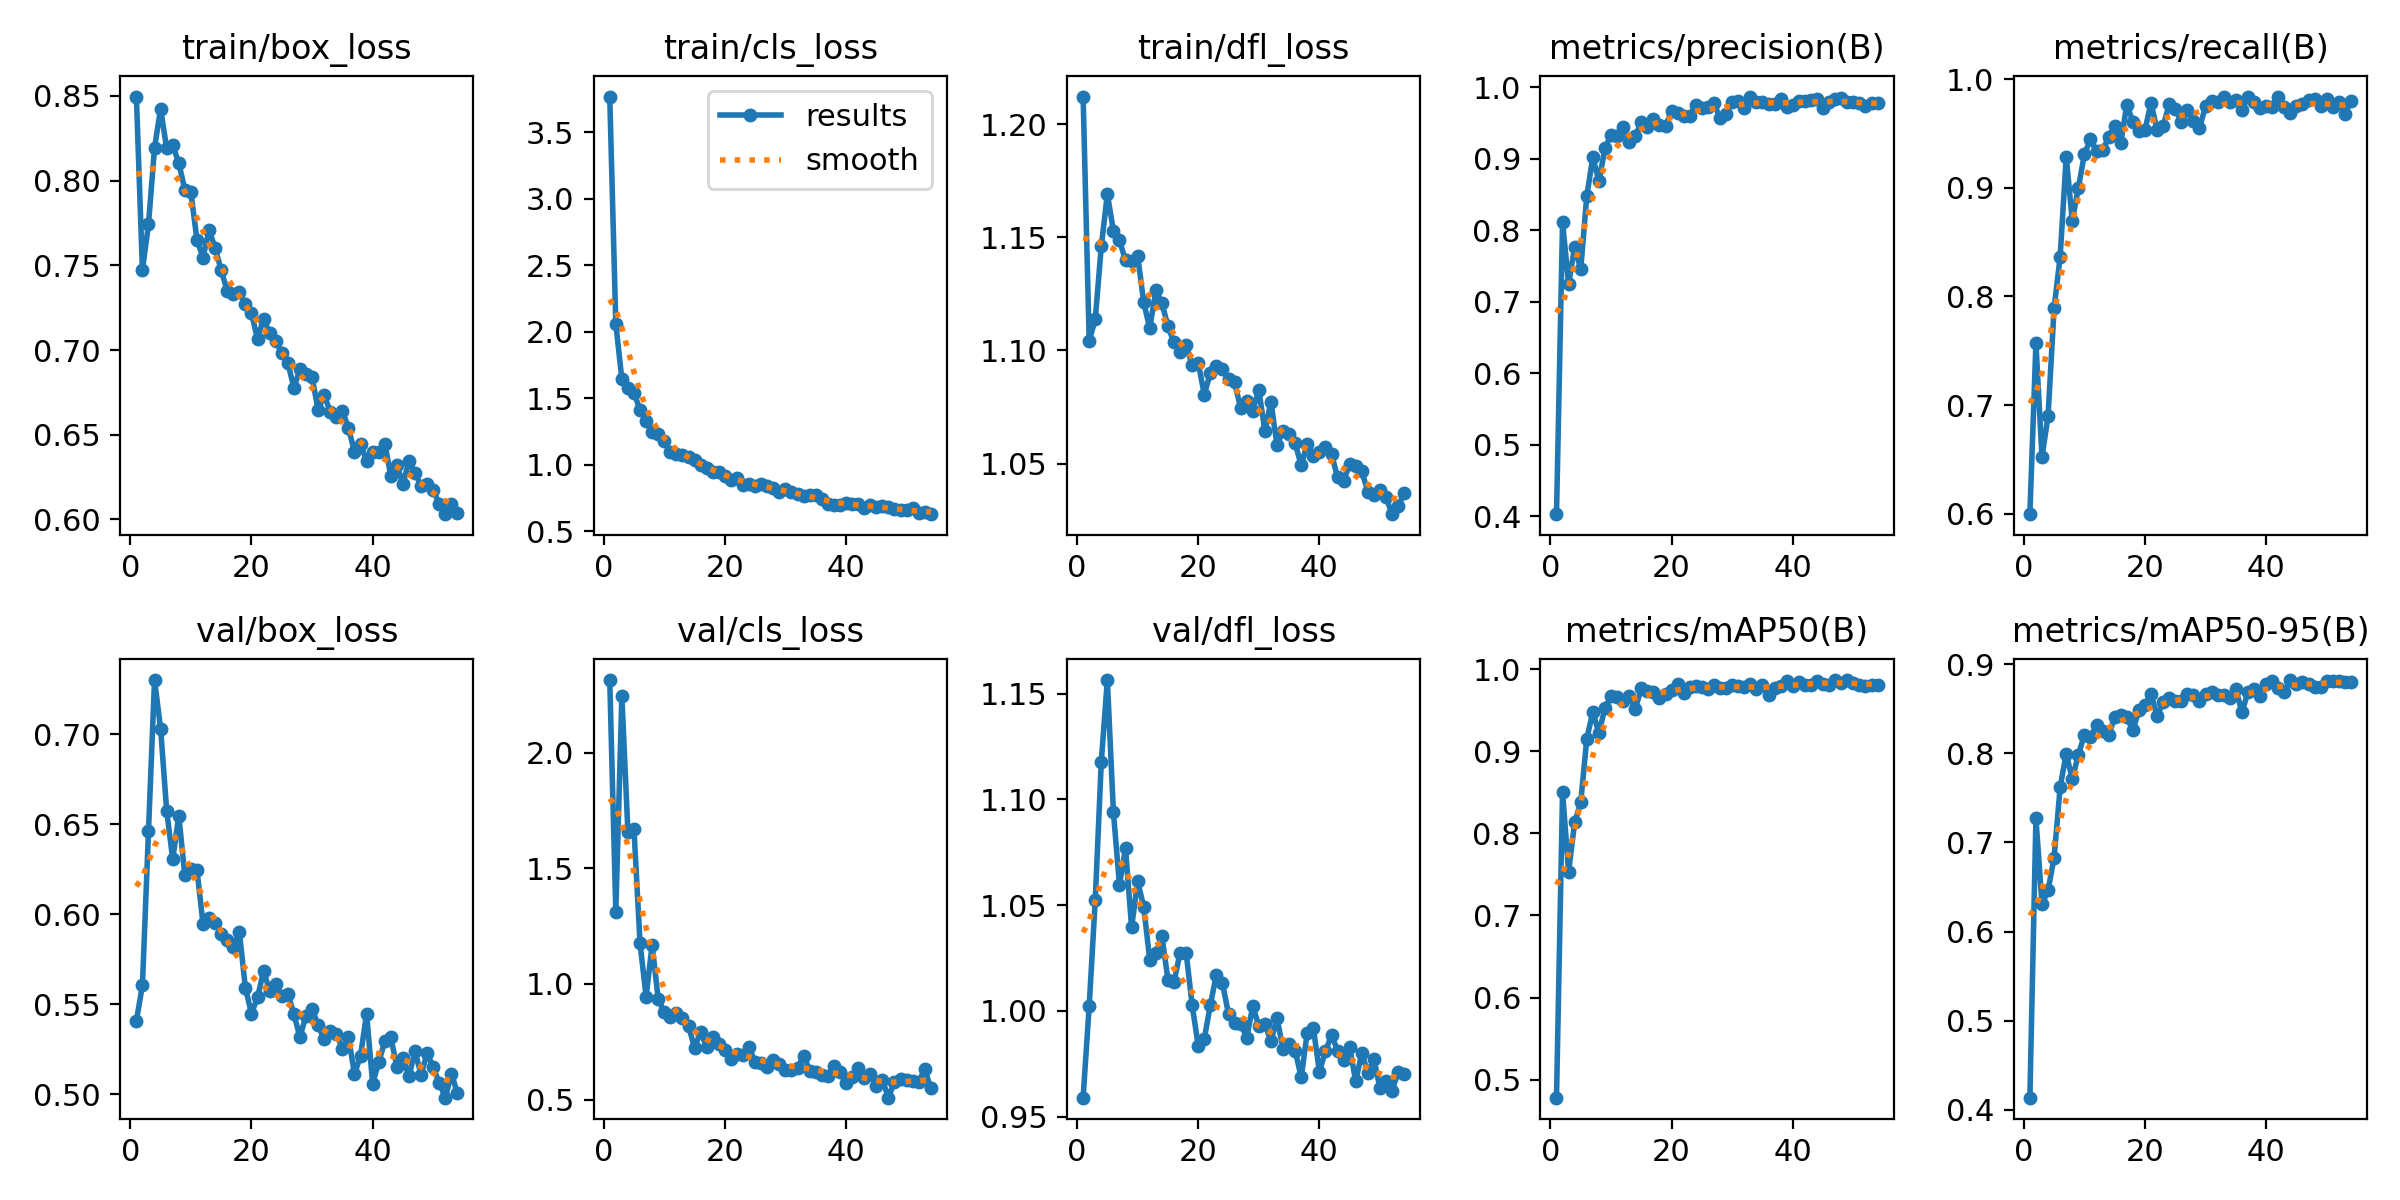 train/box_loss
0.85
0.80
0.75
0.70
0.65
0.60
0 20 40
train/cls_loss
results
smooth
3.5
3.0
2.5
2.0
1.5
1.0
0.5
0 20 40
train/dfl_loss
1.20
1.15
1.10
1.05
0 20 40
metrics/precision(B)
1.0
0.9
0.8
0.7
0.6
0.5
0.4
0 20 40
metrics/recall(B)
1.0
0.9
0.8
0.7
0.6
0 20 40
val/box_loss
0.70
0.65
0.60
0.55
0.50
0 20 40
val/cls_loss
2.0
1.5
1.0
0.5
0 20 40
val/dfl_loss
1.15
1.10
1.05
1.00
0.95
0 20 40
metrics/mAP50(B)
1.0
0.9
0.8
0.7
0.6
0.5
0 20 40
metrics/mAP50-95(B)
0.9
0.8
0.7
0.6
0.5
0.4
0 20 40